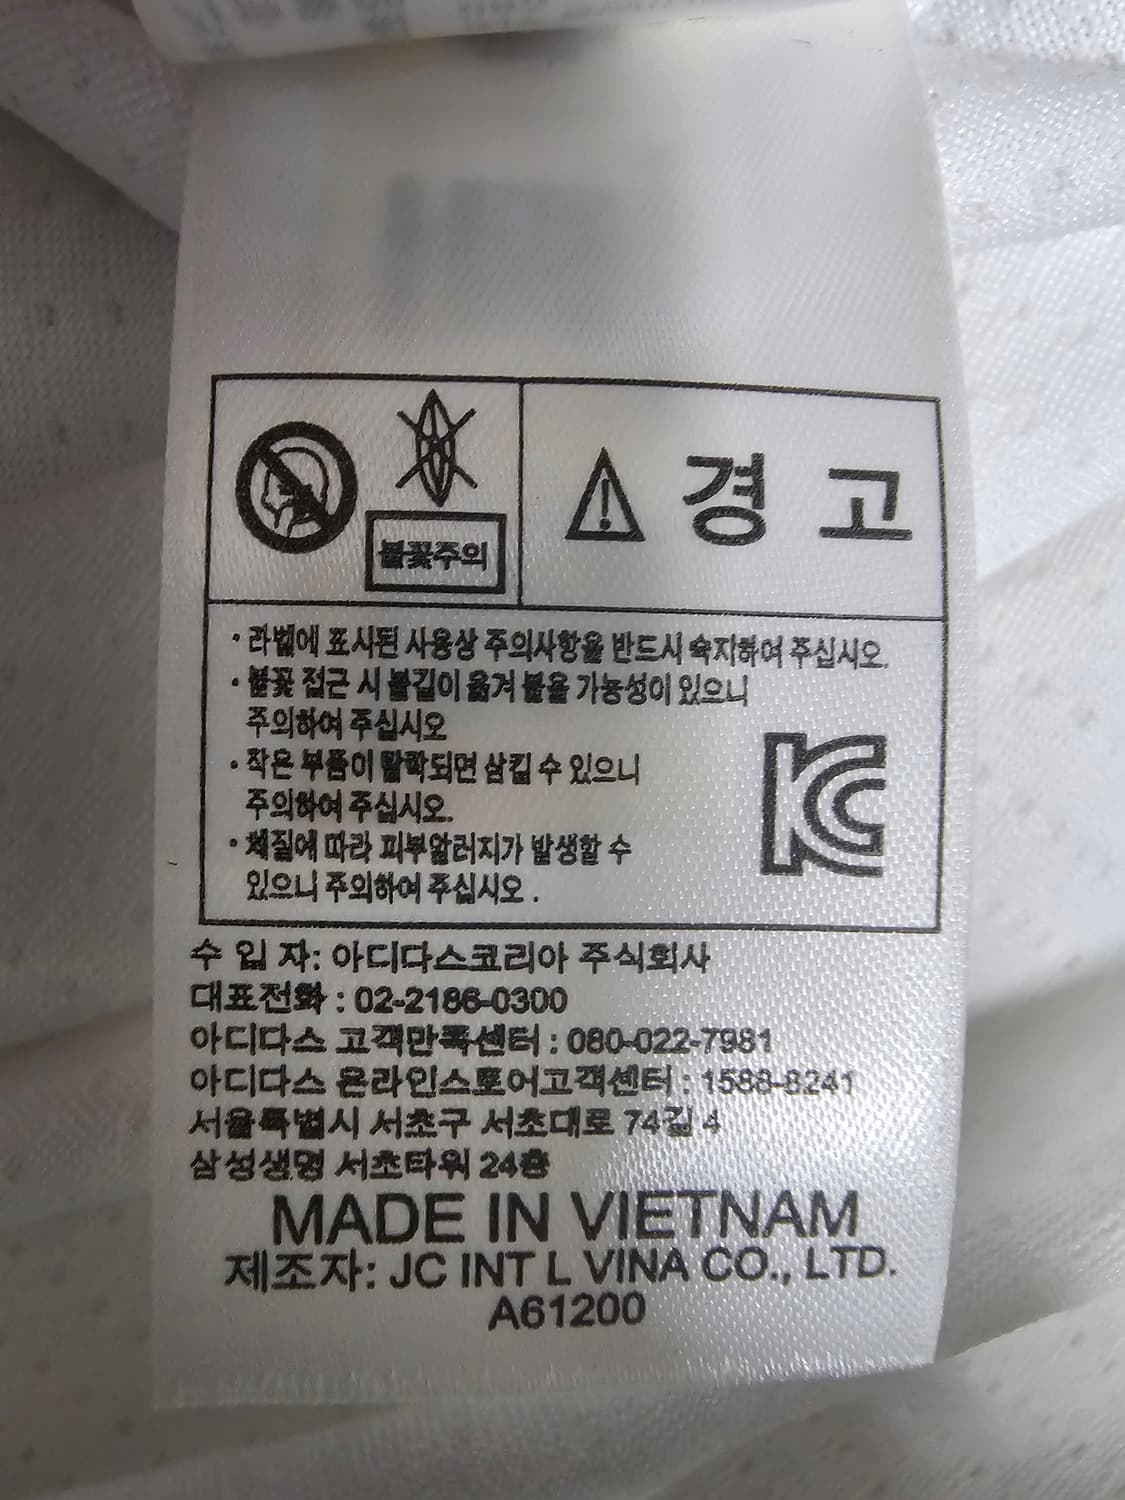 불꽃주의
경 고
· 라벨에 표시된 사용상 주의사항을 반드시 숙지하여 주십시오.
· 불꽃 접근 시 불길이 옮겨 붙을 가능성이 있으니
주의하여 주십시오
· 작은 부품이 탈락되면 삼킬 수 있으니
주의하여 주십시오.
· 체질에 따라 피부알러지가 발생할 수
있으니 주의하여 주십시오 .
KC
수 입 자: 아디다스코리아 주식회사
대표전화 : 02-2186-0300
아디다스 고객만족센터 : 080-022-7981
아디다스 온라인스토어고객센터 : 1588-8241
서울특별시 서초구 서초대로 74길 4
삼성생명 서초타워 24층
MADE IN VIETNAM
제조자: JC INT L VINA CO., LTD.
A61200